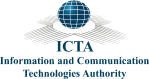 ICTA
Information and Communication
Technologies Authority